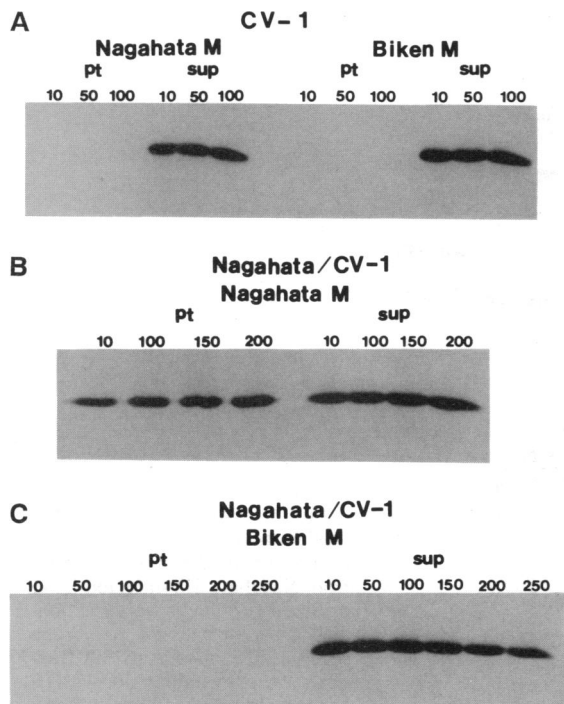 A CV-1
Nagahata M Biken M
pt sup pt sup
10 50 100 10 50 100 10 50 100 10 50 100
B Nagahata/CV-1
Nagahata M
pt sup
10 100 150 200 10 100 150 200
C Nagahata/CV-1
Biken M
pt sup
10 50 100 150 200 250 10 50 100 150 200 250